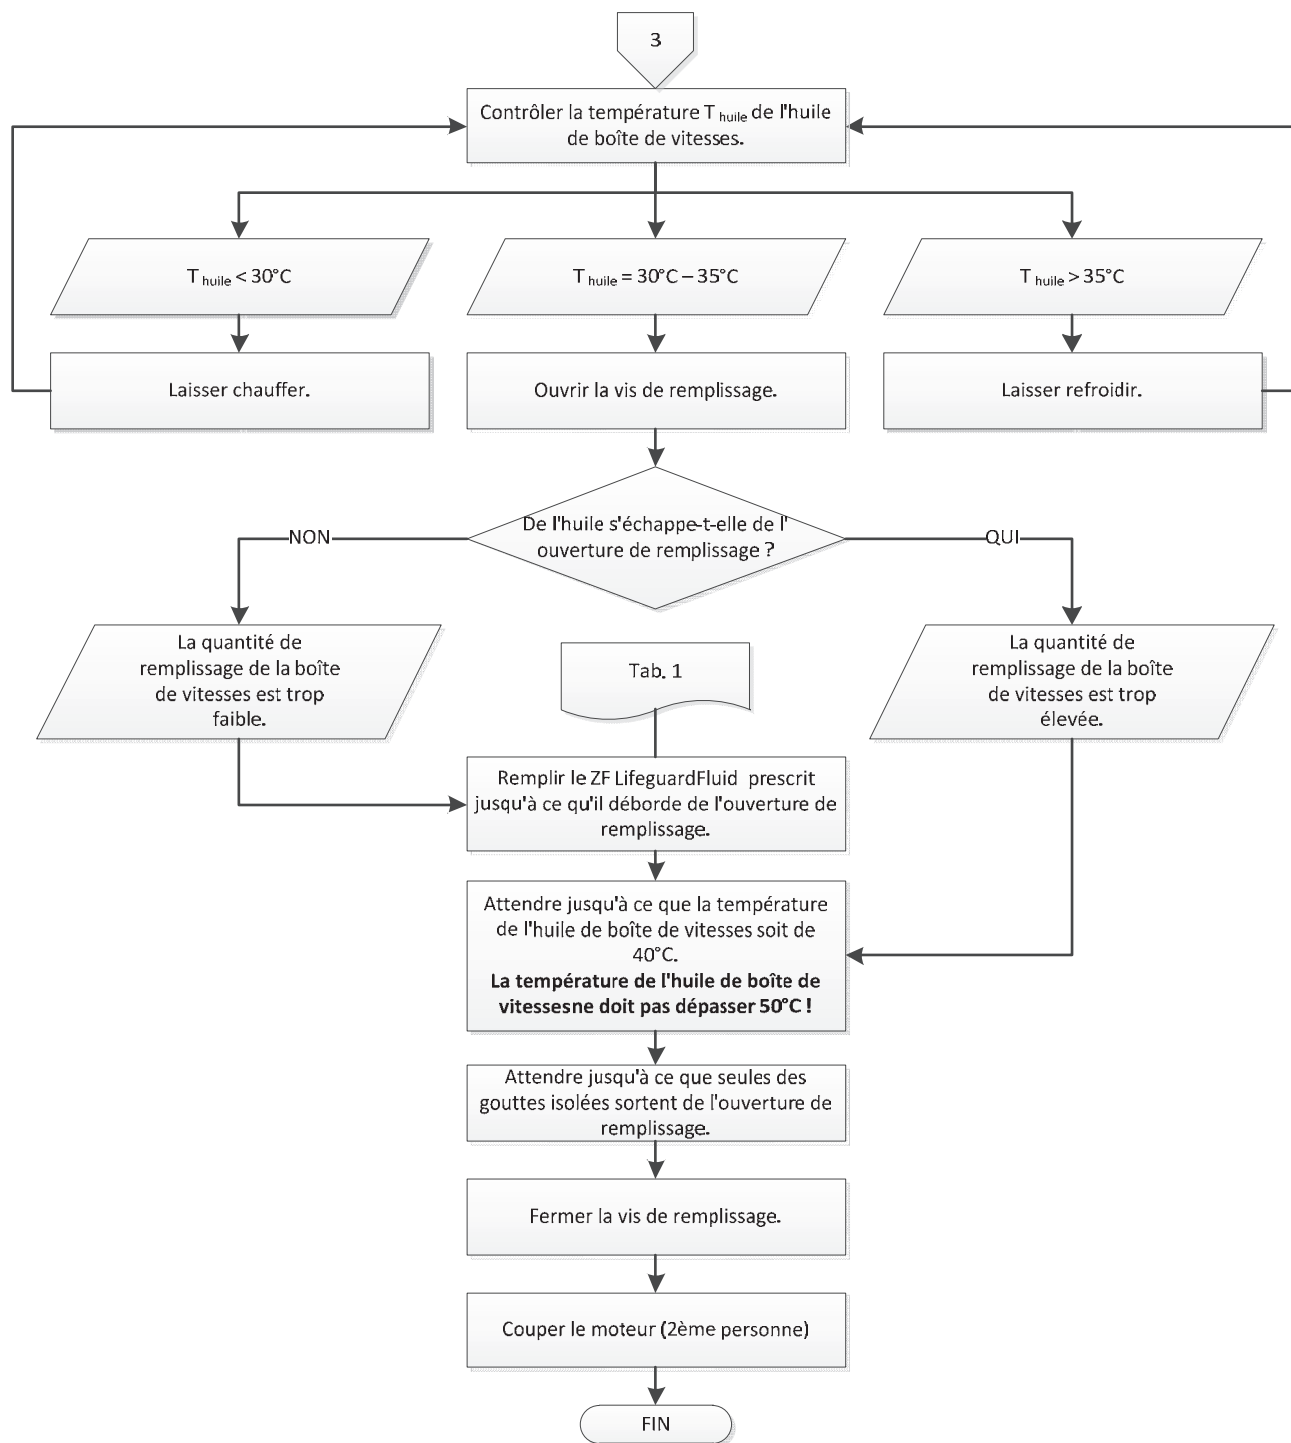 3
Contrôler la température T huile de l'huile
de boîte de vitesses.
T huile < 30°C
T huile = 30°C – 35°C
T huile > 35°C
Laisser chauffer.
Ouvrir la vis de remplissage.
Laisser refroidir.
De l'huile s'échappe-t-elle de l'
ouverture de remplissage ?
NON
QUI
La quantité de
remplissage de la boîte
de vitesses est trop
faible.
Tab. 1
La quantité de
remplissage de la boîte
de vitesses est trop
élevée.
Remplir le ZF LifeguardFluid prescrit
jusqu'à ce qu'il déborde de l'ouverture de
remplissage.
Attendre jusqu'à ce que la température
de l'huile de boîte de vitesses soit de
40°C.
La température de l'huile de boîte de
vitessesne doit pas dépasser 50°C !
Attendre jusqu'à ce que seules des
gouttes isolées sortent de l'ouverture de
remplissage.
Fermer la vis de remplissage.
Couper le moteur (2ème personne)
FIN